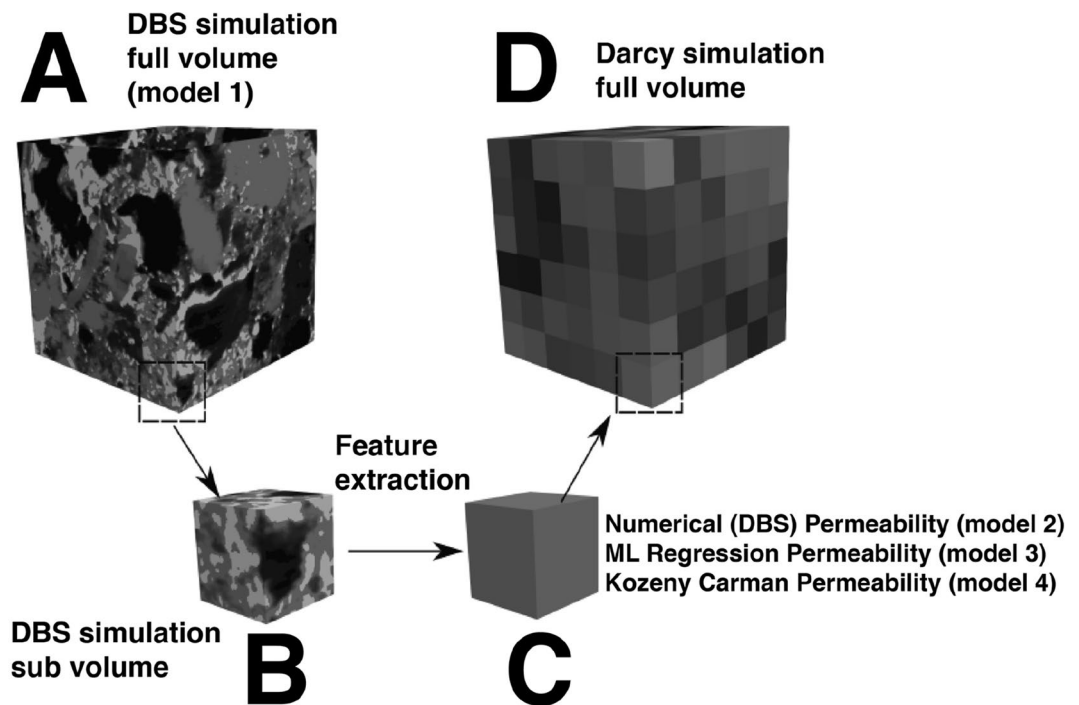 A
DBS simulation
full volume
(model 1)
D
Darcy simulation
full volume
Feature
extraction
Numerical (DBS) Permeability (model 2)
ML Regression Permeability (model 3)
Kozeny Carman Permeability (model 4)
DBS simulation
sub volume
B
C